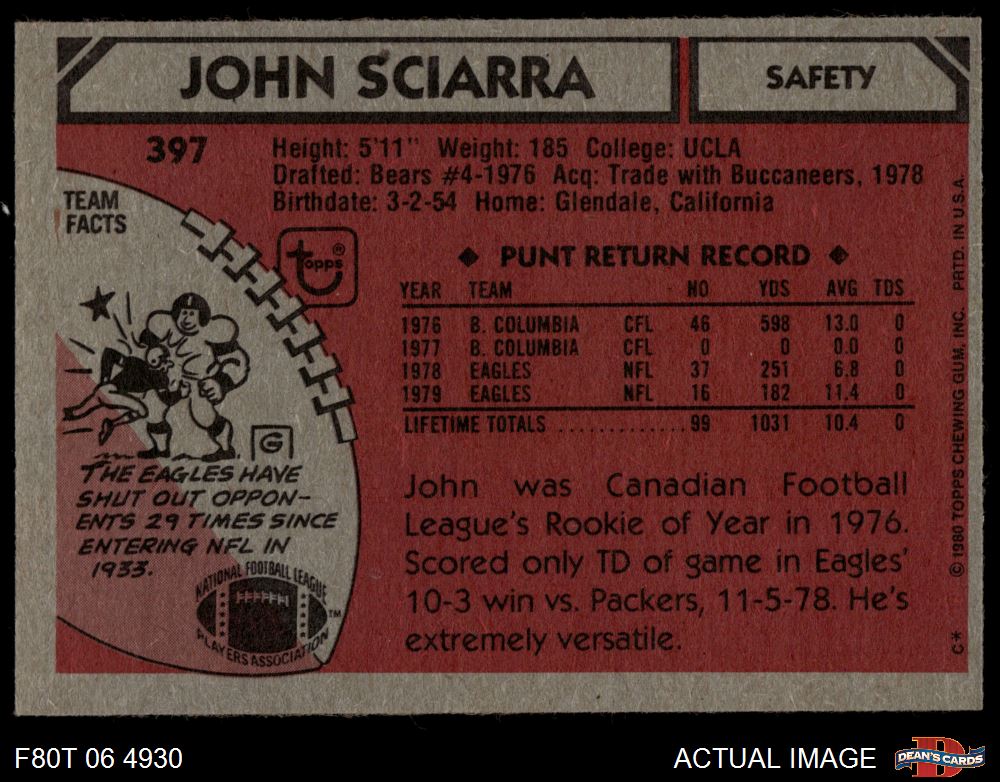 JOHN SCIARRA
SAFETY
397
Height: 5'11" Weight: 185 College: UCLA
Drafted: Bears #4-1976 Acq: Trade with Buccaneers, 1978
Birthdate: 3-2-54 Home: Glendale, California
TEAM
FACTS
topps®
◆ PUNT RETURN RECORD ◆
YEAR TEAM NO YDS AVG TDS
1976 B. COLUMBIA CFL 46 598 13.0 0
1977 B. COLUMBIA CFL 0 0 0.0 0
1978 EAGLES NFL 37 251 6.8 0
1979 EAGLES NFL 16 182 11.4 0
LIFETIME TOTALS ............ 99 1031 10.4 0
G
THE EAGLES HAVE
SHUT OUT OPPON-
ENTS 29 TIMES SINCE
ENTERING NFL IN
1933.
NATIONAL FOOTBALL LEAGUE
PLAYERS ASSOCIATION
TM
John was Canadian Football
League's Rookie of Year in 1976.
Scored only TD of game in Eagles'
10-3 win vs. Packers, 11-5-78. He's
extremely versatile.
C* © 1980 TOPPS CHEWING GUM, INC. PRTD. IN U.S.A.
F80T 06 4930
ACTUAL IMAGE
D
DEAN'S CARDS